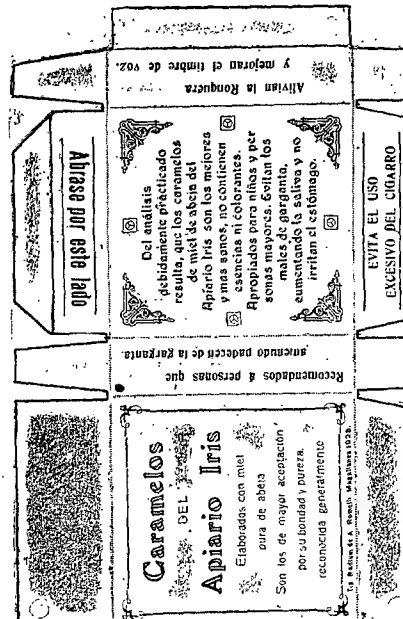 Alivian la Ronquera
y mejoran el timbre de voz.
Abrase por este lado
Del análisis
debidamente practicado
resulta, que los caramelos
de miel de abeja del
Apiario Iris son los mejores
y mas sanos, no contienen
esencias ni colorantes.
Apropiados para niños y per
sonas mayores. Evitan los
males de garganta,
aumentando la saliva y no
irritan el estómago.
EVITA EL USO
EXCESIVO DEL CIGARRO
Recomendados á personas que
amenudo padecen de la garganta.
Caramelos
DEL
Apiario Iris
Elaborados con miel
pura de abeja
Son los de mayor aceptación
por su bondad y pureza.
reconocida generalmente